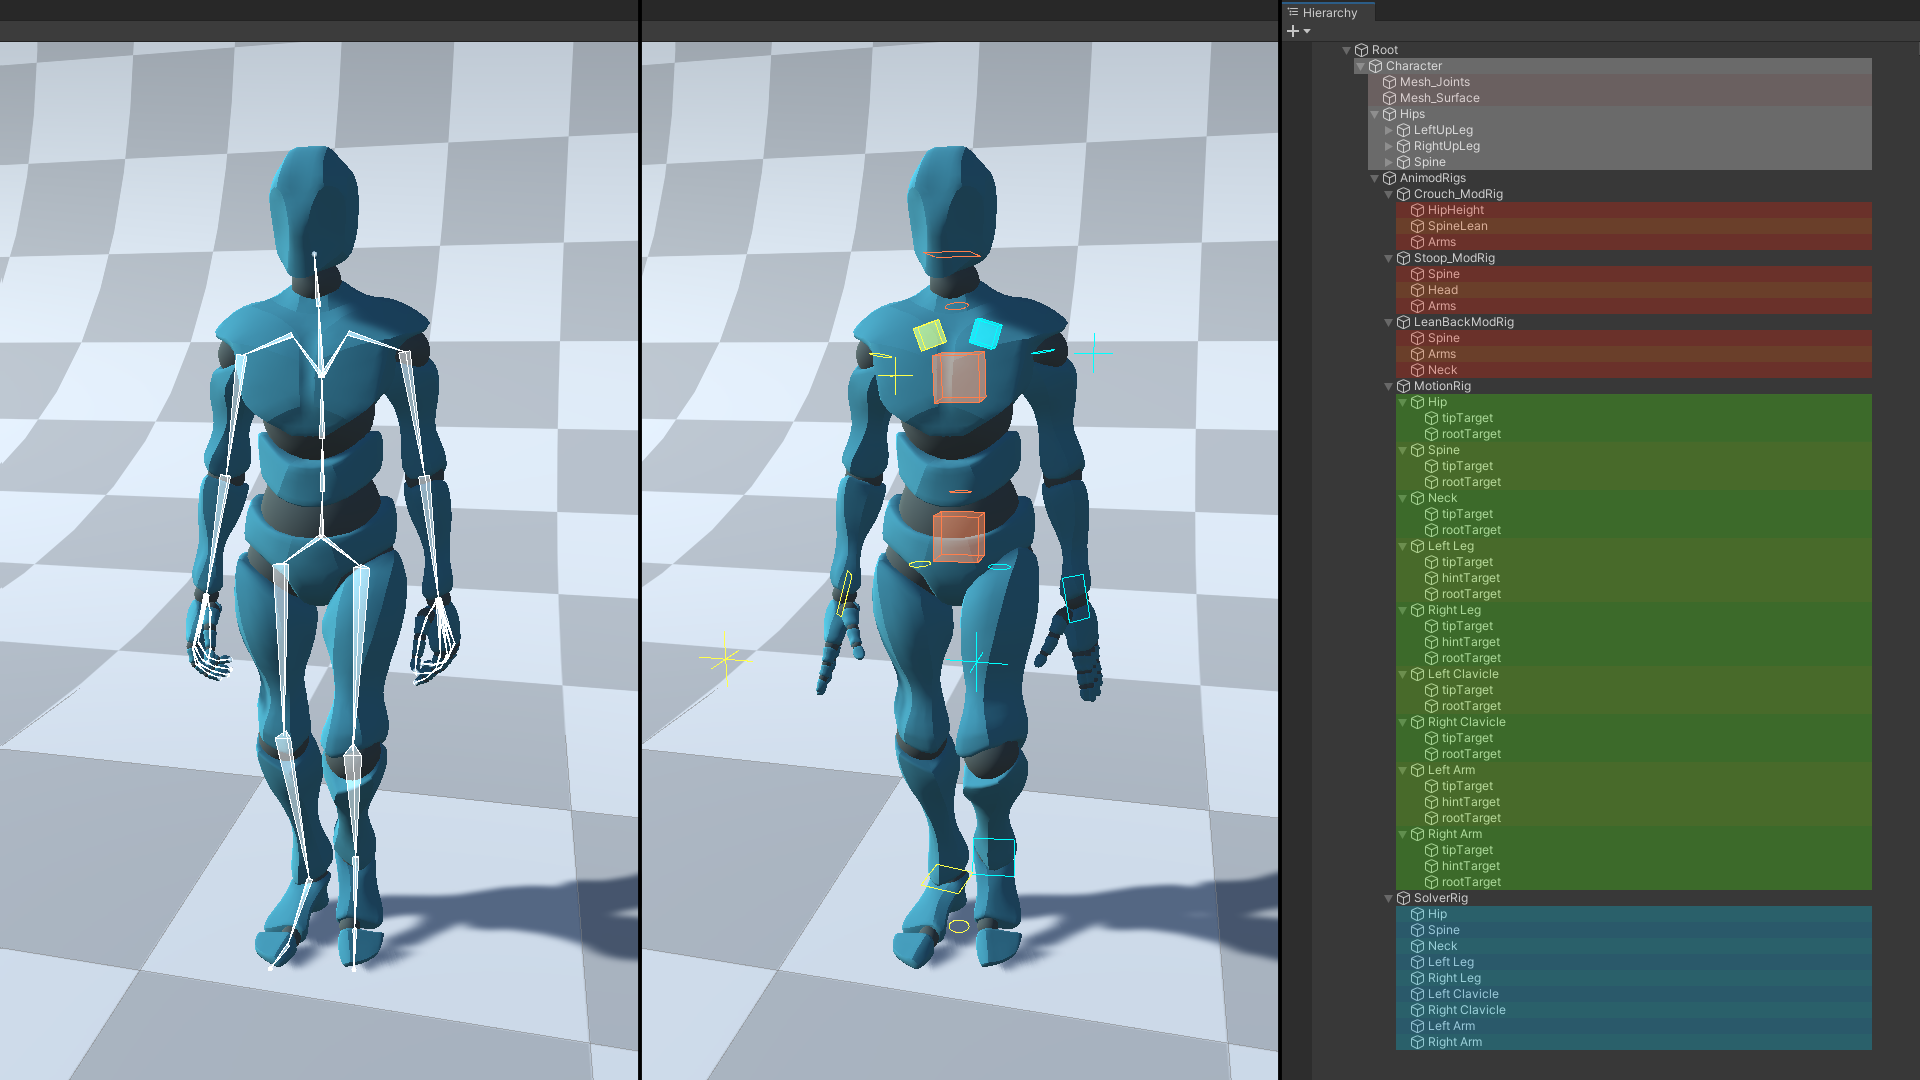 Hierarchy
Root
Character
Mesh_Joints
Mesh_Surface
Hips
LeftUpLeg
RightUpLeg
Spine
AnimodRigs
Crouch_ModRig
HipHeight
SpineLean
Arms
Stoop_ModRig
Spine
Head
Arms
LeanBackModRig
Spine
Arms
Neck
MotionRig
Hip
tipTarget
rootTarget
Spine
tipTarget
rootTarget
Neck
tipTarget
rootTarget
Left Leg
tipTarget
hintTarget
rootTarget
Right Leg
tipTarget
hintTarget
rootTarget
Left Clavicle
tipTarget
rootTarget
Right Clavicle
tipTarget
rootTarget
Left Arm
tipTarget
hintTarget
rootTarget
Right Arm
tipTarget
hintTarget
rootTarget
SolverRig
Hip
Spine
Neck
Left Leg
Right Leg
Left Clavicle
Right Clavicle
Left Arm
Right Arm